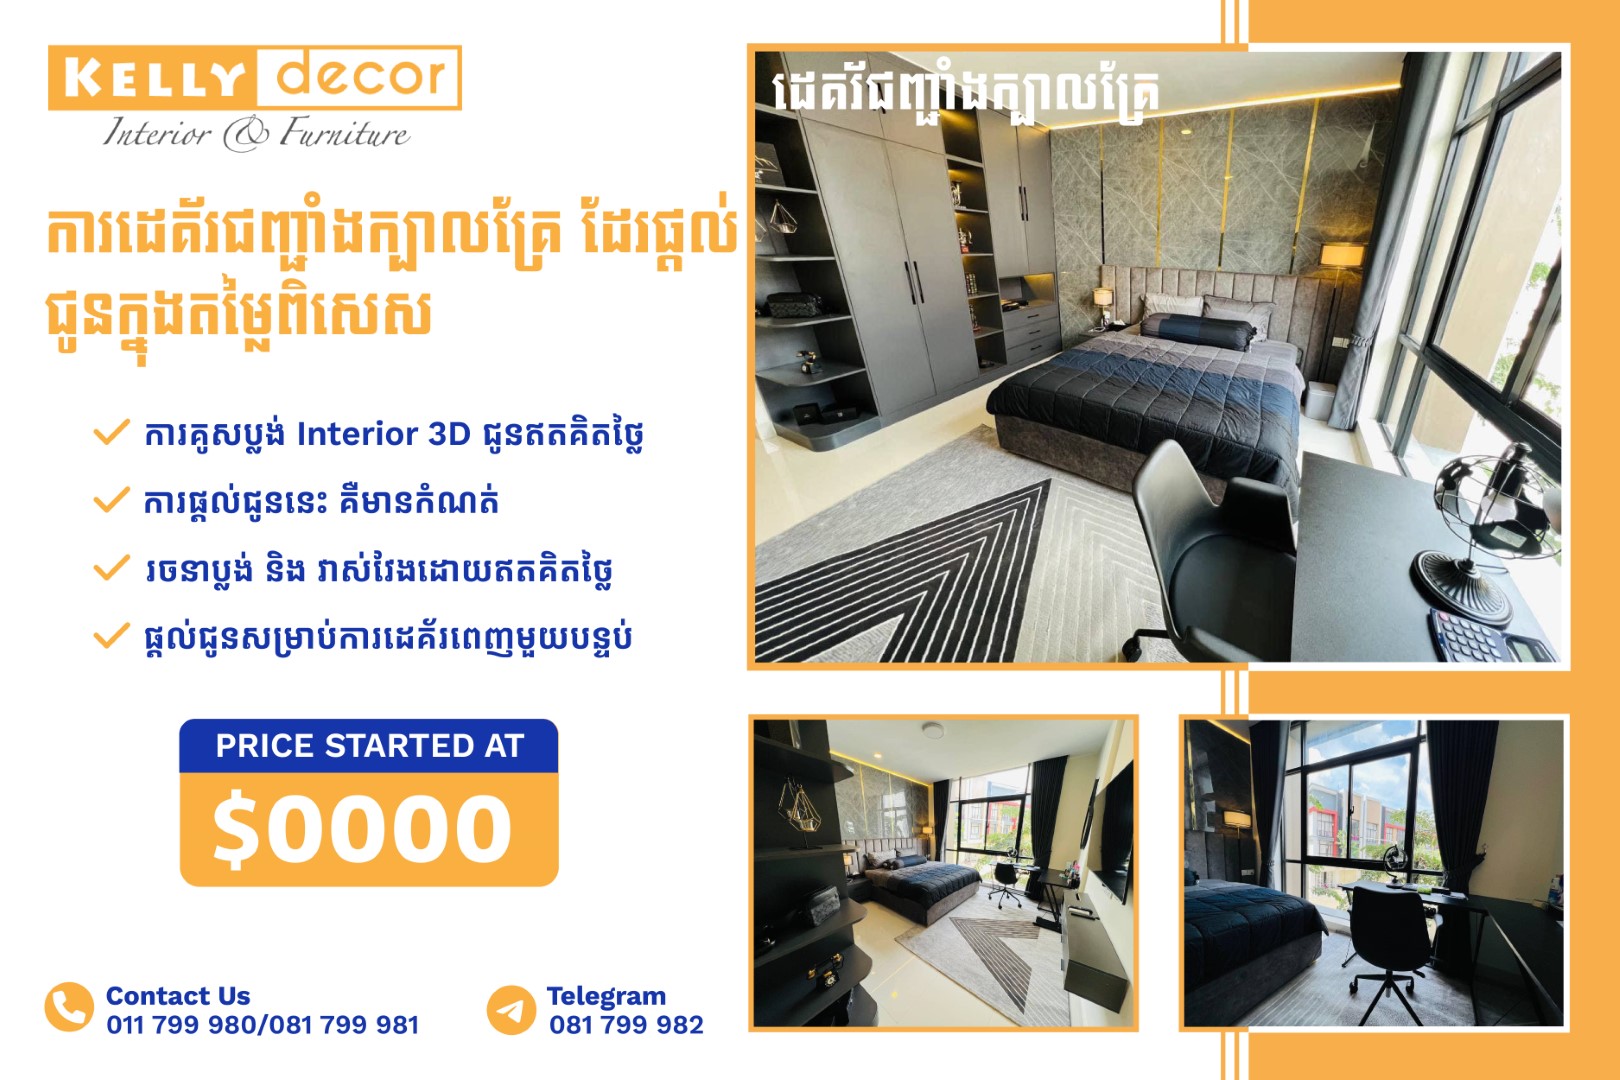 KELLY decor
Interior & Furniture
ការដេគ័រជញ្ជាំងក្បាលគ្រែ ដែរផ្តល់
ជូនក្នុងតម្លៃពិសេស
ការគូសប្លង់ Interior 3D ជូនឥតគិតថ្លៃ
ការផ្តល់ជូននេះ គឺមានកំណត់
រចនាប្លង់ និង វាស់វែងដោយឥតគិតថ្លៃ
ផ្តល់ជូនសម្រាប់ការដេគ័រពេញមួយបន្ទប់
PRICE STARTED AT
$0000
Contact Us
011 799 980/081 799 981
Telegram
081 799 982
ដេគរ័ជញ្ជាំងក្បាលគ្រែ